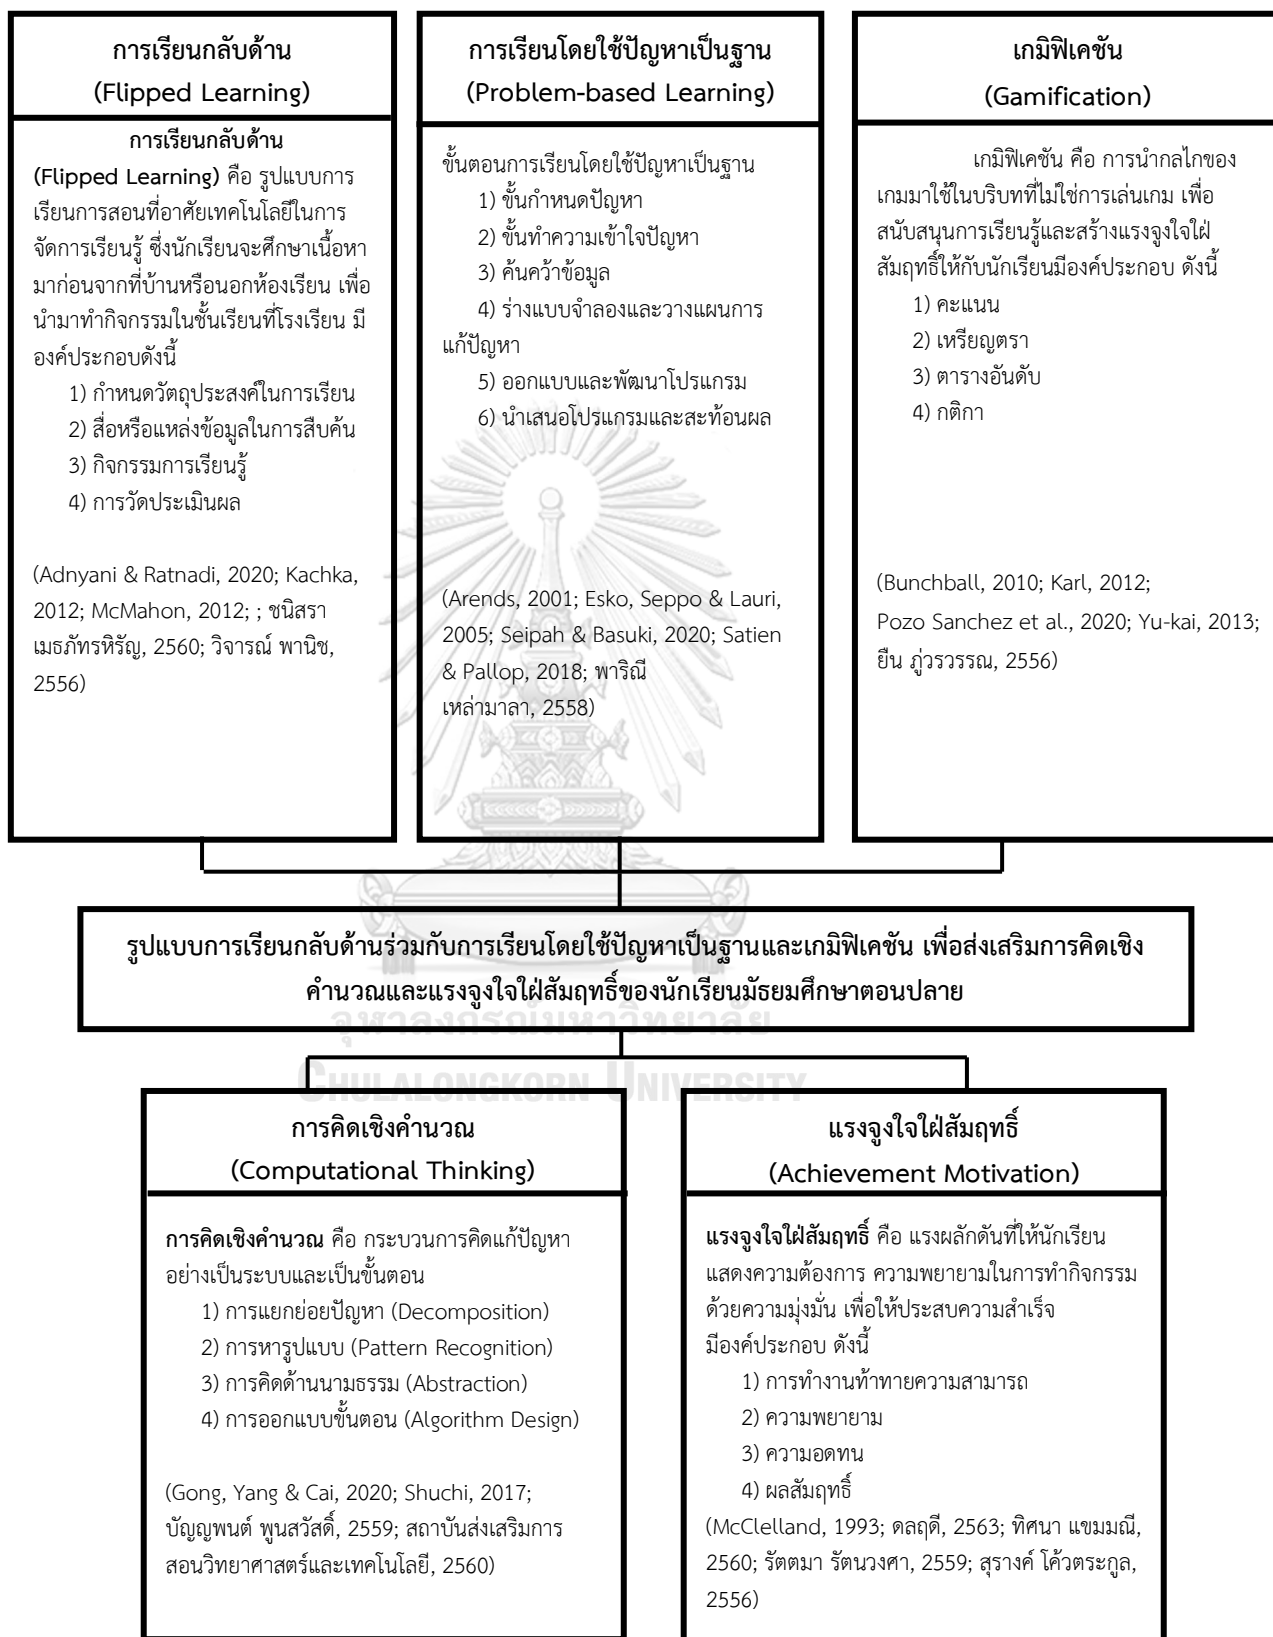 การเรียนกลับด้าน
(Flipped Learning)
การเรียนกลับด้าน
(Flipped Learning) คือ รูปแบบการ
เรียนการสอนที่อาศัยเทคโนโลยีในการ
จัดการเรียนรู้ ซึ่งนักเรียนจะศึกษาเนื้อหา
มาก่อนจากที่บ้านหรือนอกห้องเรียน เพื่อ
นำมาทำกิจกรรมในชั้นเรียนที่โรงเรียน มี
องค์ประกอบดังนี้
1) กำหนดวัตถุประสงค์ในการเรียน
2) สื่อหรือแหล่งข้อมูลในการสืบค้น
3) กิจกรรมการเรียนรู้
4) การวัดประเมินผล
(Adnyani & Ratnadi, 2020; Kachka,
2012; McMahon, 2012; ; ชนิสรา
เมธภัทรหิรัญ, 2560; วิจารณ์ พานิช,
2556)
การเรียนโดยใช้ปัญหาเป็นฐาน
(Problem-based Learning)
ขั้นตอนการเรียนโดยใช้ปัญหาเป็นฐาน
1) ขั้นกำหนดปัญหา
2) ขั้นทำความเข้าใจปัญหา
3) ค้นคว้าข้อมูล
4) ร่างแบบจำลองและวางแผนการ
แก้ปัญหา
5) ออกแบบและพัฒนาโปรแกรม
6) นำเสนอโปรแกรมและสะท้อนผล
(Arends, 2001; Esko, Seppo & Lauri,
2005; Seipah & Basuki, 2020; Satien
& Pallop, 2018; พาริณี
เหล่ามาลา, 2558)
เกมิฟิเคชัน
(Gamification)
เกมิฟิเคชัน คือ การนำกลไกของ
เกมมาใช้ในบริบทที่ไม่ใช่การเล่นเกม เพื่อ
สนับสนุนการเรียนรู้และสร้างแรงจูงใจใฝ่
สัมฤทธิ์ให้กับนักเรียนมีองค์ประกอบ ดังนี้
1) คะแนน
2) เหรียญตรา
3) ตารางอันดับ
4) กติกา
(Bunchball, 2010; Karl, 2012;
Pozo Sanchez et al., 2020; Yu-kai, 2013;
ยืน ภู่วรวรรณ, 2556)
รูปแบบการเรียนกลับด้านร่วมกับการเรียนโดยใช้ปัญหาเป็นฐานและเกมิฟิเคชัน เพื่อส่งเสริมการคิดเชิง
คำนวณและแรงจูงใจใฝ่สัมฤทธิ์ของนักเรียนมัธยมศึกษาตอนปลาย
จุฬาลงกรณ์มหาวิทยาลัย
CHULALONGKORN UNIVERSITY
การคิดเชิงคำนวณ
(Computational Thinking)
การคิดเชิงคำนวณ คือ กระบวนการคิดแก้ปัญหา
อย่างเป็นระบบและเป็นขั้นตอน
1) การแยกย่อยปัญหา (Decomposition)
2) การหารูปแบบ (Pattern Recognition)
3) การคิดด้านนามธรรม (Abstraction)
4) การออกแบบขั้นตอน (Algorithm Design)
(Gong, Yang & Cai, 2020; Shuchi, 2017;
บัญญพนต์ พูนสวัสดิ์, 2559; สถาบันส่งเสริมการ
สอนวิทยาศาสตร์และเทคโนโลยี, 2560)
แรงจูงใจใฝ่สัมฤทธิ์
(Achievement Motivation)
แรงจูงใจใฝ่สัมฤทธิ์ คือ แรงผลักดันที่ให้นักเรียน
แสดงความต้องการ ความพยายามในการทำกิจกรรม
ด้วยความมุ่งมั่น เพื่อให้ประสบความสำเร็จ
มีองค์ประกอบ ดังนี้
1) การทำงานท้าทายความสามารถ
2) ความพยายาม
3) ความอดทน
4) ผลสัมฤทธิ์
(McClelland, 1993; ดลฤดี, 2563; ทิศนา แขมมณี,
2560; รัตตมา รัตนวงศา, 2559; สุรางค์ โค้วตระกูล,
2556)